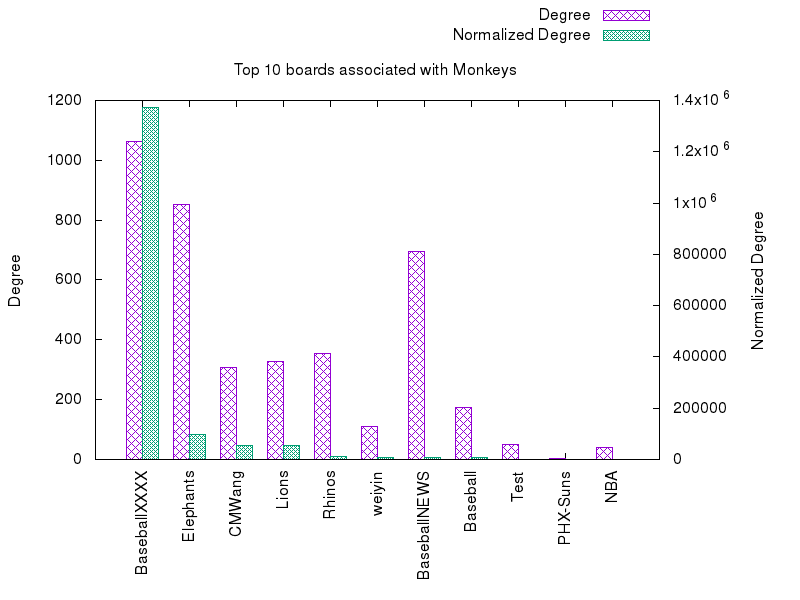 Degree
Normalized Degree
Top 10 boards associated with Monkeys
1200
1000
800
600
400
200
0
Degree
1.4x10^6
1.2x10^6
1x10^6
800000
600000
400000
200000
0
Normalized Degree
BaseballXXXX
Elephants
CMWang
Lions
Rhinos
weiyin
BaseballNEWS
Baseball
Test
PHX-Suns
NBA